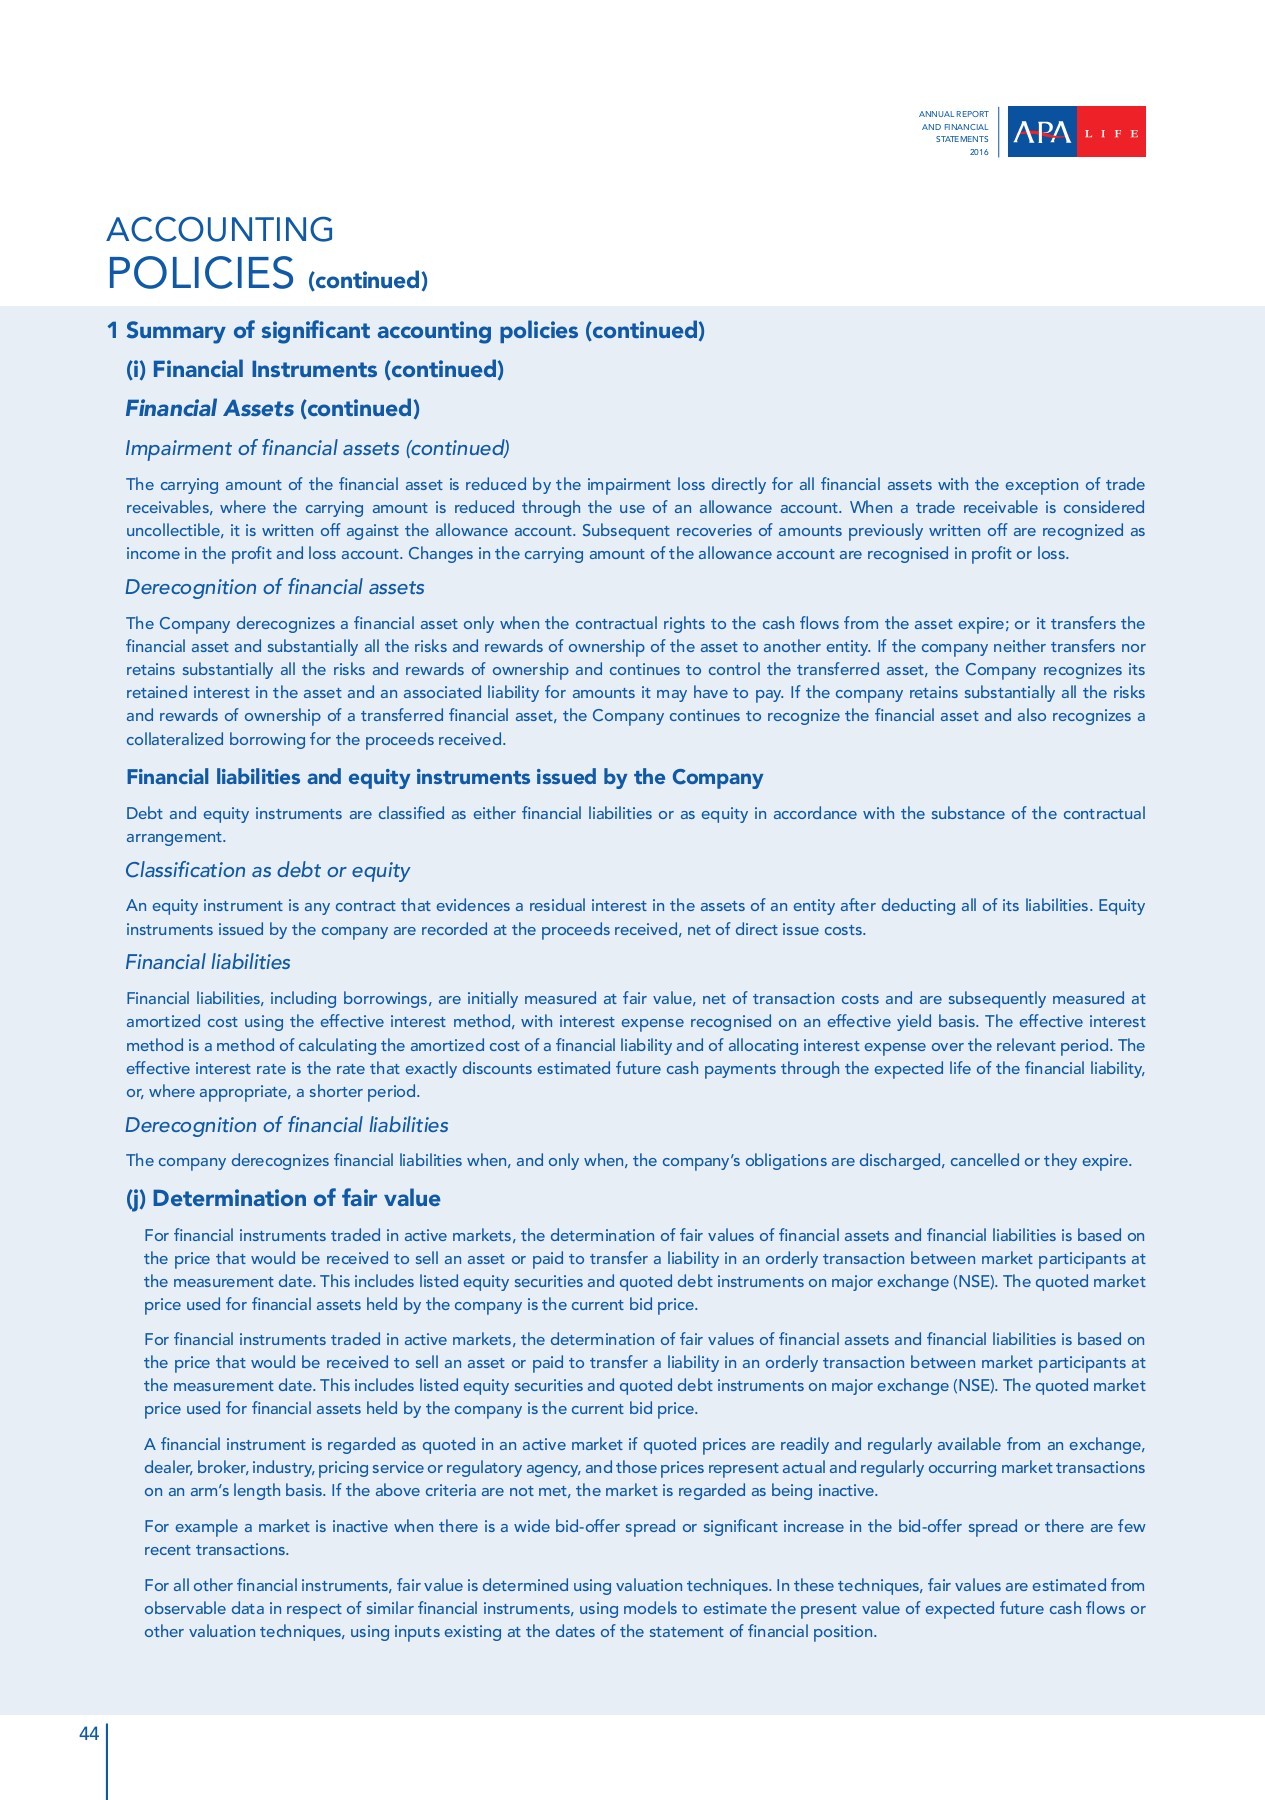 ANNUAL REPORT
AND FINANCIAL
STATEMENTS
2016
APA LIFE
ACCOUNTING
POLICIES (continued)
1 Summary of significant accounting policies (continued)
(i) Financial Instruments (continued)
Financial Assets (continued)
Impairment of financial assets (continued)
The carrying amount of the financial asset is reduced by the impairment loss directly for all financial assets with the exception of trade
receivables, where the carrying amount is reduced through the use of an allowance account. When a trade receivable is considered
uncollectible, it is written off against the allowance account. Subsequent recoveries of amounts previously written off are recognized as
income in the profit and loss account. Changes in the carrying amount of the allowance account are recognised in profit or loss.
Derecognition of financial assets
The Company derecognizes a financial asset only when the contractual rights to the cash flows from the asset expire; or it transfers the
financial asset and substantially all the risks and rewards of ownership of the asset to another entity. If the company neither transfers nor
retains substantially all the risks and rewards of ownership and continues to control the transferred asset, the Company recognizes its
retained interest in the asset and an associated liability for amounts it may have to pay. If the company retains substantially all the risks
and rewards of ownership of a transferred financial asset, the Company continues to recognize the financial asset and also recognizes a
collateralized borrowing for the proceeds received.
Financial liabilities and equity instruments issued by the Company
Debt and equity instruments are classified as either financial liabilities or as equity in accordance with the substance of the contractual
arrangement.
Classification as debt or equity
An equity instrument is any contract that evidences a residual interest in the assets of an entity after deducting all of its liabilities. Equity
instruments issued by the company are recorded at the proceeds received, net of direct issue costs.
Financial liabilities
Financial liabilities, including borrowings, are initially measured at fair value, net of transaction costs and are subsequently measured at
amortized cost using the effective interest method, with interest expense recognised on an effective yield basis. The effective interest
method is a method of calculating the amortized cost of a financial liability and of allocating interest expense over the relevant period. The
effective interest rate is the rate that exactly discounts estimated future cash payments through the expected life of the financial liability,
or, where appropriate, a shorter period.
Derecognition of financial liabilities
The company derecognizes financial liabilities when, and only when, the company’s obligations are discharged, cancelled or they expire.
(j) Determination of fair value
For financial instruments traded in active markets, the determination of fair values of financial assets and financial liabilities is based on
the price that would be received to sell an asset or paid to transfer a liability in an orderly transaction between market participants at
the measurement date. This includes listed equity securities and quoted debt instruments on major exchange (NSE). The quoted market
price used for financial assets held by the company is the current bid price.
For financial instruments traded in active markets, the determination of fair values of financial assets and financial liabilities is based on
the price that would be received to sell an asset or paid to transfer a liability in an orderly transaction between market participants at
the measurement date. This includes listed equity securities and quoted debt instruments on major exchange (NSE). The quoted market
price used for financial assets held by the company is the current bid price.
A financial instrument is regarded as quoted in an active market if quoted prices are readily and regularly available from an exchange,
dealer, broker, industry, pricing service or regulatory agency, and those prices represent actual and regularly occurring market transactions
on an arm’s length basis. If the above criteria are not met, the market is regarded as being inactive.
For example a market is inactive when there is a wide bid-offer spread or significant increase in the bid-offer spread or there are few
recent transactions.
For all other financial instruments, fair value is determined using valuation techniques. In these techniques, fair values are estimated from
observable data in respect of similar financial instruments, using models to estimate the present value of expected future cash flows or
other valuation techniques, using inputs existing at the dates of the statement of financial position.
44